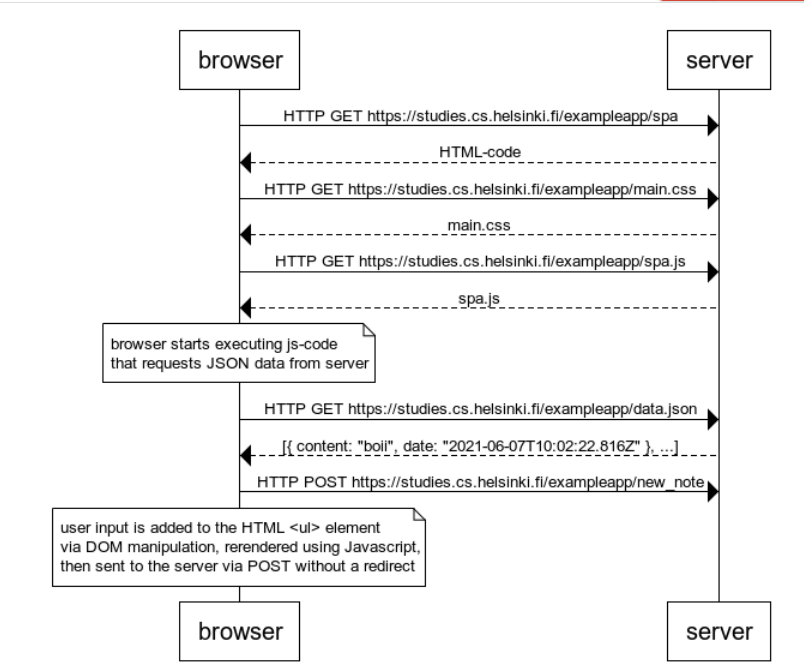 browser
server
HTTP GET https://studies.cs.helsinki.fi/exampleapp/spa
HTML-code
HTTP GET https://studies.cs.helsinki.fi/exampleapp/main.css
main.css
HTTP GET https://studies.cs.helsinki.fi/exampleapp/spa.js
spa.js
browser starts executing js-code
that requests JSON data from server
HTTP GET https://studies.cs.helsinki.fi/exampleapp/data.json
[{ content: "boii", date: "2021-06-07T10:02:22.816Z" }, ...]
HTTP POST https://studies.cs.helsinki.fi/exampleapp/new_note
user input is added to the HTML <ul> element
via DOM manipulation, rerendered using Javascript,
then sent to the server via POST without a redirect
browser
server